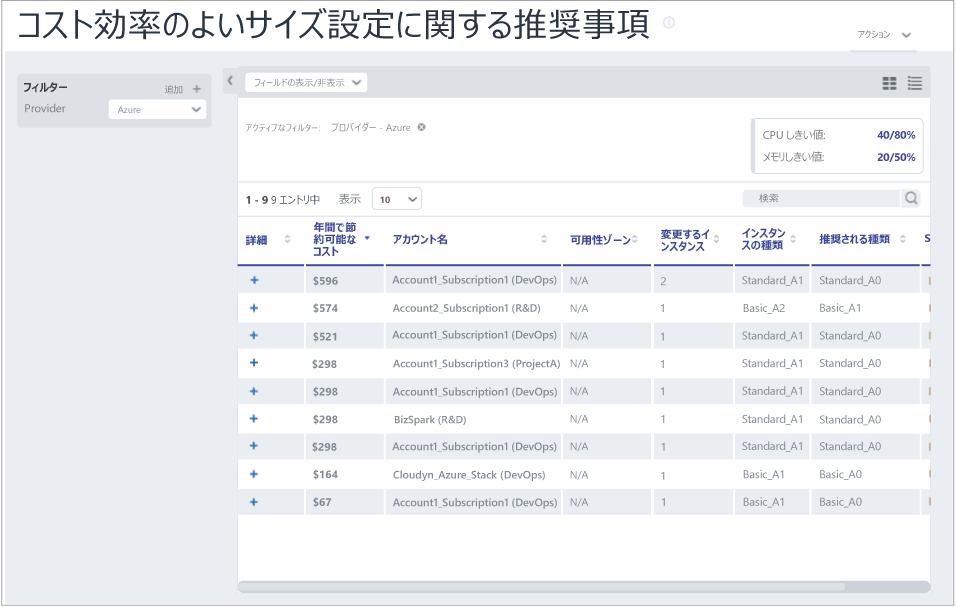 コスト効率のよいサイズ設定に関する推奨事項
アクション
フィルター
追加 +
Provider
Azure
フィールドの表示/非表示
アクティブなフィルター: プロバイダー - Azure
CPU しきい値: 40/80%
メモリしきい値: 20/50%
1 - 9 9 エントリ中 表示 10
検索
詳細 年間で節約可能なコスト アカウント名 可用性ゾーン 変更するインスタンス インスタンスの種類 推奨される種類 S
+ $596 Account1_Subscription1 (DevOps) N/A 2 Standard_A1 Standard_A0
+ $574 Account2_Subscription1 (R&D) N/A 1 Basic_A2 Basic_A1
+ $521 Account1_Subscription1 (DevOps) N/A 1 Standard_A1 Standard_A0
+ $298 Account1_Subscription3 (ProjectA) N/A 1 Standard_A1 Standard_A0
+ $298 Account1_Subscription1 (DevOps) N/A 1 Standard_A1 Standard_A0
+ $298 BizSpark (R&D) N/A 1 Standard_A1 Standard_A0
+ $298 Account1_Subscription1 (DevOps) N/A 1 Standard_A1 Standard_A0
+ $164 Cloudyn_Azure_Stack (DevOps) N/A 1 Basic_A1 Basic_A0
+ $67 Account1_Subscription1 (DevOps) N/A 1 Basic_A1 Basic_A0